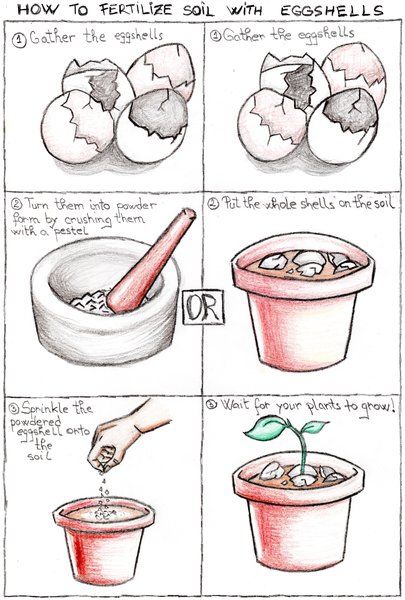 HOW TO FERTILIZE SOIL WITH EGGSHELLS
① Gather the eggshells
① Gather the eggshells
② Turn them into powder
form by crushing them
with a pestel
② Put the whole shells on the soil
OR
③ Sprinkle the
powdered
eggshell onto
the
soil
③ Wait for your plants to grow!